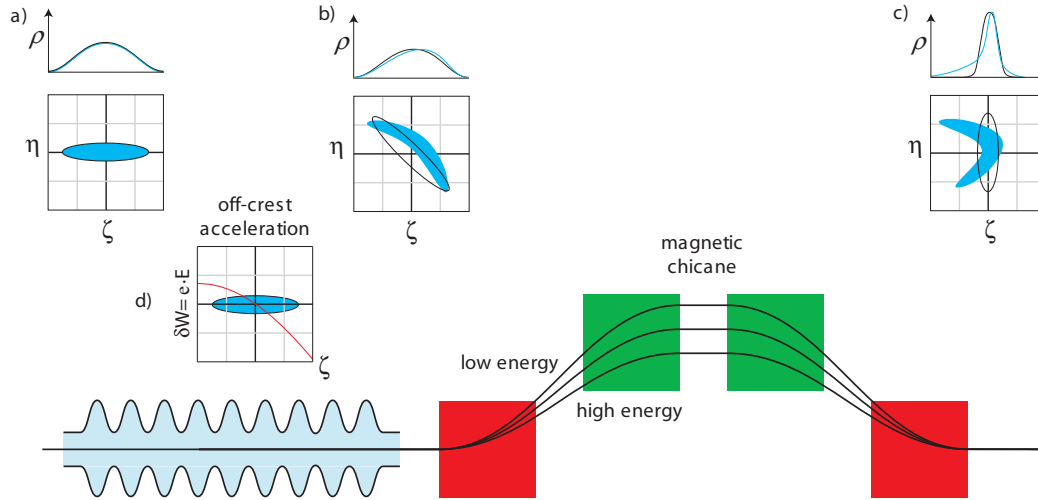 a)
ρ
η
ζ
b)
ρ
η
ζ
c)
ρ
η
ζ
off-crest
acceleration
d)
δW= e·E
ζ
magnetic
chicane
low energy
high energy